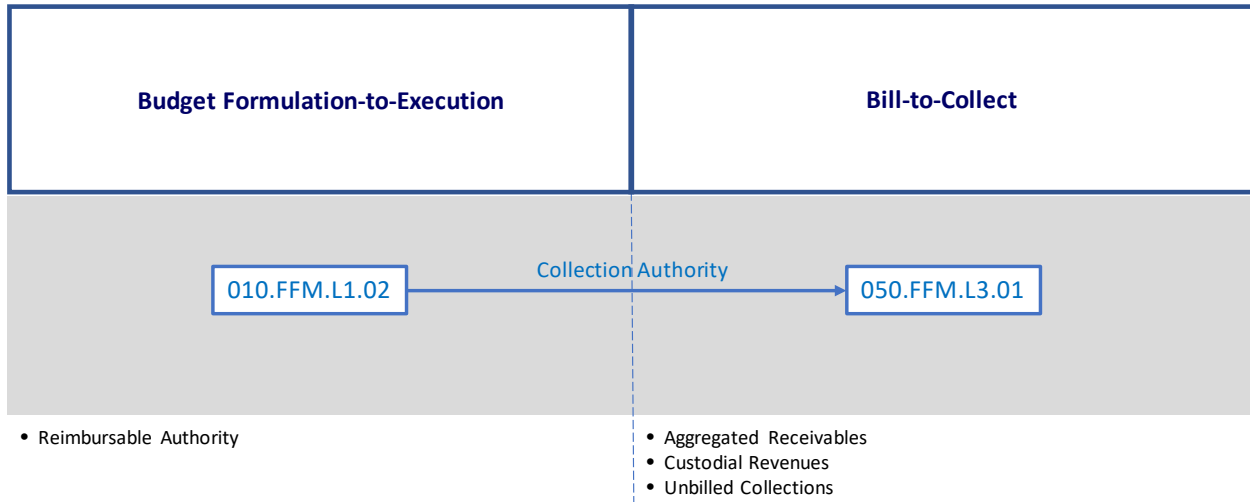 Budget Formulation-to-Execution
Bill-to-Collect
Collection Authority
010.FFM.L1.02
050.FFM.L3.01
• Reimbursable Authority
• Aggregated Receivables
• Custodial Revenues
• Unbilled Collections